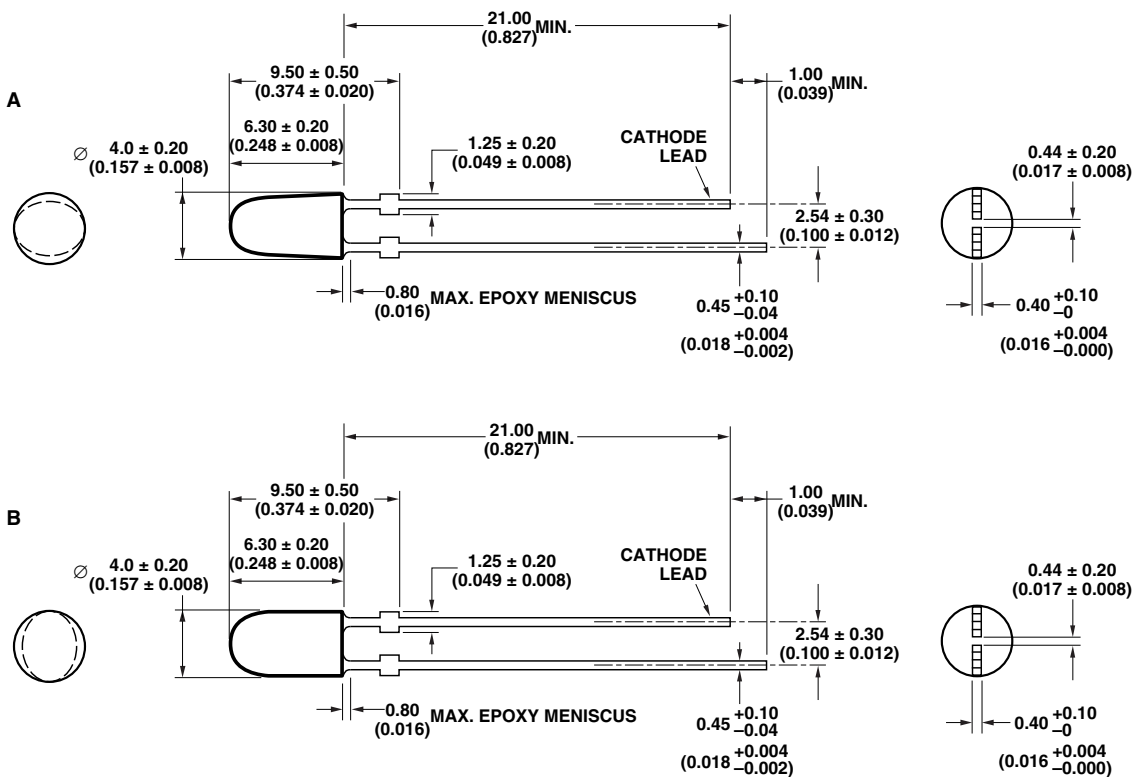 21.00
(0.827) MIN.
9.50 ± 0.50
(0.374 ± 0.020)
1.00
(0.039) MIN.
A
6.30 ± 0.20
(0.248 ± 0.008)
Ø 4.0 ± 0.20
(0.157 ± 0.008)
1.25 ± 0.20
(0.049 ± 0.008)
CATHODE
LEAD
0.44 ± 0.20
(0.017 ± 0.008)
2.54 ± 0.30
(0.100 ± 0.012)
0.80
(0.016) MAX. EPOXY MENISCUS
0.45 +0.10
–0.04
(0.018 +0.004
–0.002)
0.40 +0.10
–0
(0.016 +0.004
–0.000)
21.00
(0.827) MIN.
9.50 ± 0.50
(0.374 ± 0.020)
1.00
(0.039) MIN.
B
6.30 ± 0.20
(0.248 ± 0.008)
Ø 4.0 ± 0.20
(0.157 ± 0.008)
1.25 ± 0.20
(0.049 ± 0.008)
CATHODE
LEAD
0.44 ± 0.20
(0.017 ± 0.008)
2.54 ± 0.30
(0.100 ± 0.012)
0.80
(0.016) MAX. EPOXY MENISCUS
0.45 +0.10
–0.04
(0.018 +0.004
–0.002)
0.40 +0.10
–0
(0.016 +0.004
–0.000)